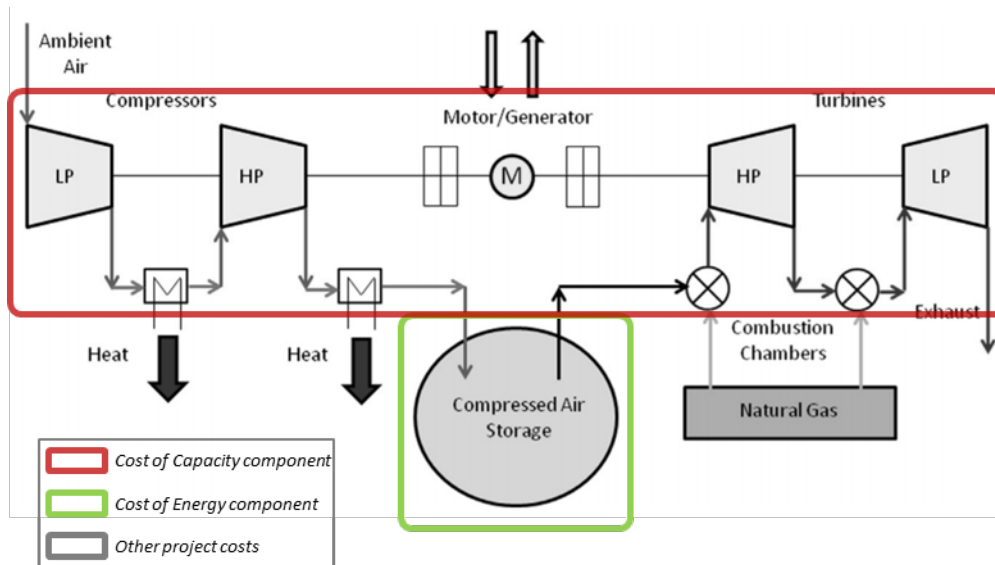 Ambient
Air
Compressors
Motor/Generator
Turbines
LP
HP
M
HP
LP
Heat
Heat
Combustion
Chambers
Exhaust
Compressed Air
Storage
Natural Gas
Cost of Capacity component
Cost of Energy component
Other project costs